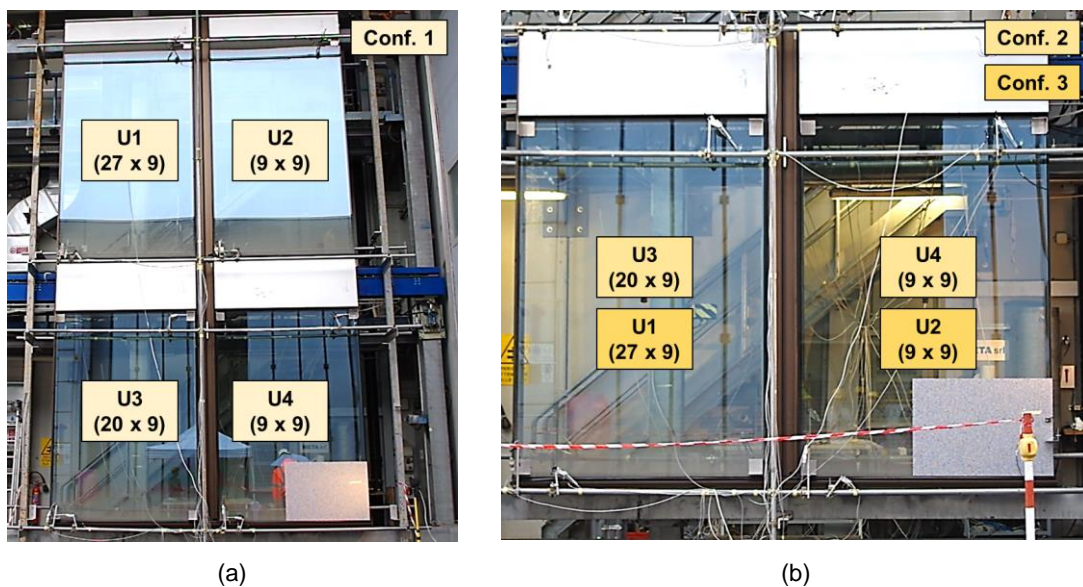 Conf. 1
U1
(27 x 9)
U2
(9 x 9)
U3
(20 x 9)
U4
(9 x 9)
(a)
Conf. 2
Conf. 3
U3
(20 x 9)
U1
(27 x 9)
U4
(9 x 9)
U2
(9 x 9)
(b)